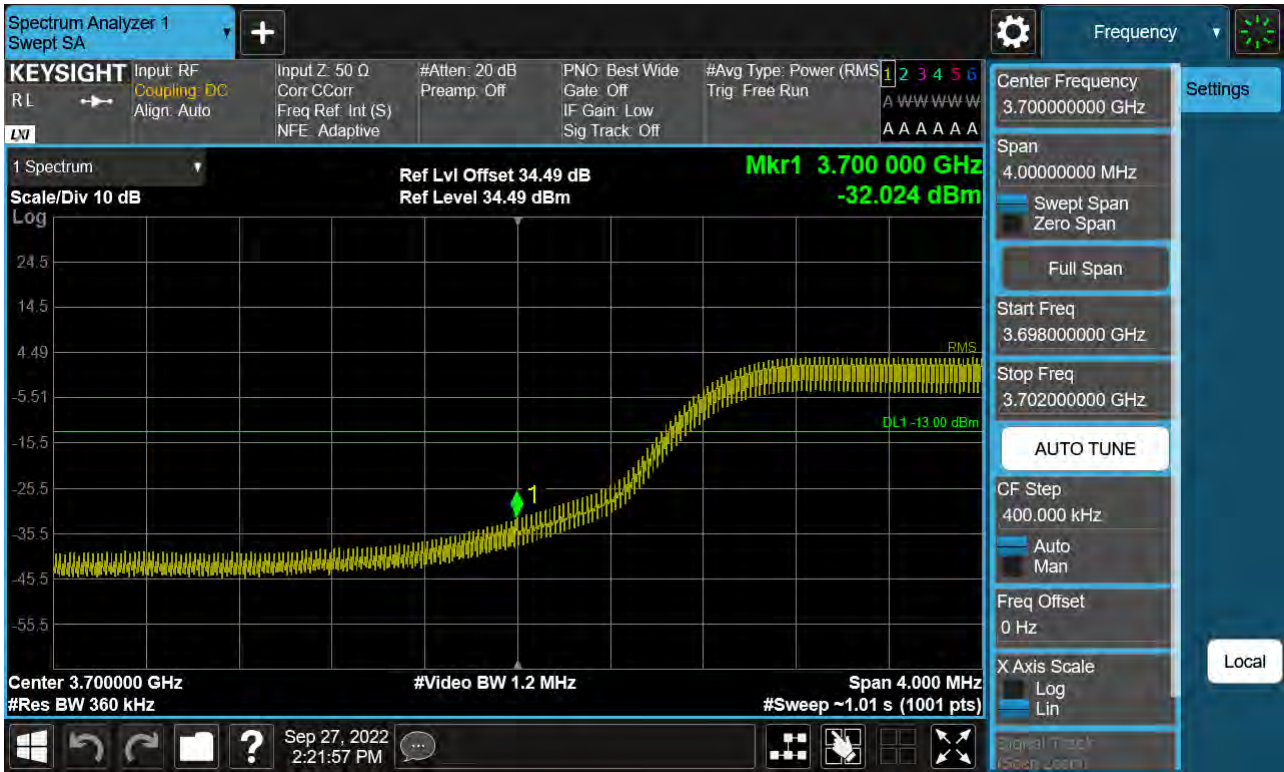 Spectrum Analyzer 1
Swept SA
+
Frequency
KEYSIGHT
RL
LXI
Input: RF
Coupling: DC
Align: Auto
Input Z: 50 Ω
Corr CCorr
Freq Ref: Int (S)
NFE: Adaptive
#Atten: 20 dB
Preamp: Off
PNO: Best Wide
Gate: Off
IF Gain: Low
Sig Track: Off
#Avg Type: Power (RMS
Trig: Free Run
1 2 3 4 5 6
A WW WW W
A A A A A A
1 Spectrum
Scale/Div 10 dB
Log
Ref Lvl Offset 34.49 dB
Ref Level 34.49 dBm
Mkr1 3.700 000 GHz
-32.024 dBm
24.5
14.5
4.49
-5.51
-15.5
-25.5
-35.5
-45.5
-55.5
RMS
DL1 -13.00 dBm
1
Center 3.700000 GHz
#Res BW 360 kHz
#Video BW 1.2 MHz
Span 4.000 MHz
#Sweep ~1.01 s (1001 pts)
Center Frequency
3.700000000 GHz
Span
4.00000000 MHz
Swept Span
Zero Span
Full Span
Start Freq
3.698000000 GHz
Stop Freq
3.702000000 GHz
AUTO TUNE
CF Step
400.000 kHz
Auto
Man
Freq Offset
0 Hz
X Axis Scale
Log
Lin
Signal Track
(Span Zoom)
Settings
Local
?
Sep 27, 2022
2:21:57 PM